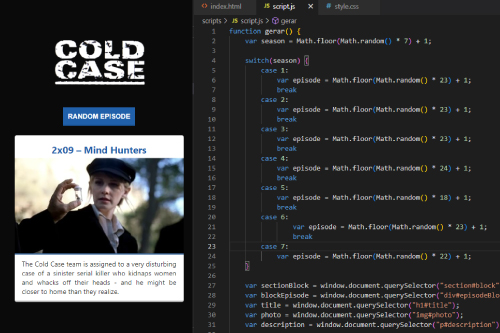 COLD
CASE
RANDOM EPISODE
2x09 – Mind Hunters
The Cold Case team is assigned to a very disturbing
case of a sinister serial killer who kidnaps women
and whacks off their heads - and he might be
closer to home than they realize.
index.html
script.js
style.css
scripts > JS script.js > gerar
1 function gerar() {
2 var season = Math.floor(Math.random() * 7) + 1;
3
4 switch(season) {
5 case 1:
6 var episode = Math.floor(Math.random() * 23) + 1;
7 break
8 case 2:
9 var episode = Math.floor(Math.random() * 23) + 1;
10 break
11 case 3:
12 var episode = Math.floor(Math.random() * 23) + 1;
13 break
14 case 4:
15 var episode = Math.floor(Math.random() * 24) + 1;
16 break
17 case 5:
18 var episode = Math.floor(Math.random() * 18) + 1;
19 break
20 case 6:
21 var episode = Math.floor(Math.random() * 23) + 1;
22 break
23 case 7:
24 var episode = Math.floor(Math.random() * 22) + 1;
25 }
26
27 var sectionBlock = window.document.querySelector("section#block"
28 var blockEpisode = window.document.querySelector("div#episodeBlo
29 var title = window.document.querySelector("h1#title");
30 var photo = window.document.querySelector("img#photo");
31 var description = window.document.querySelector("p#description")